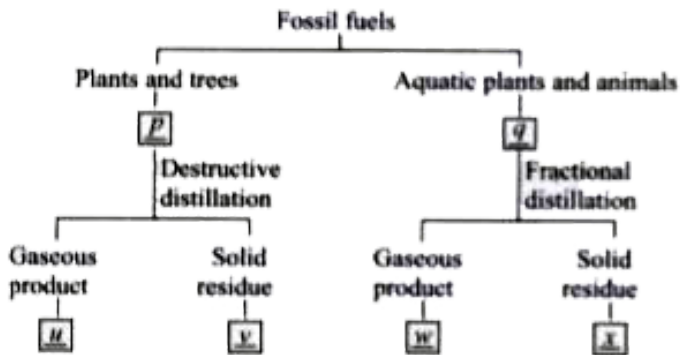 Fossil fuels
Plants and trees
Aquatic plants and animals
p
q
Destructive
distillation
Fractional
distillation
Gaseous
product
Solid
residue
Gaseous
product
Solid
residue
u
v
w
x